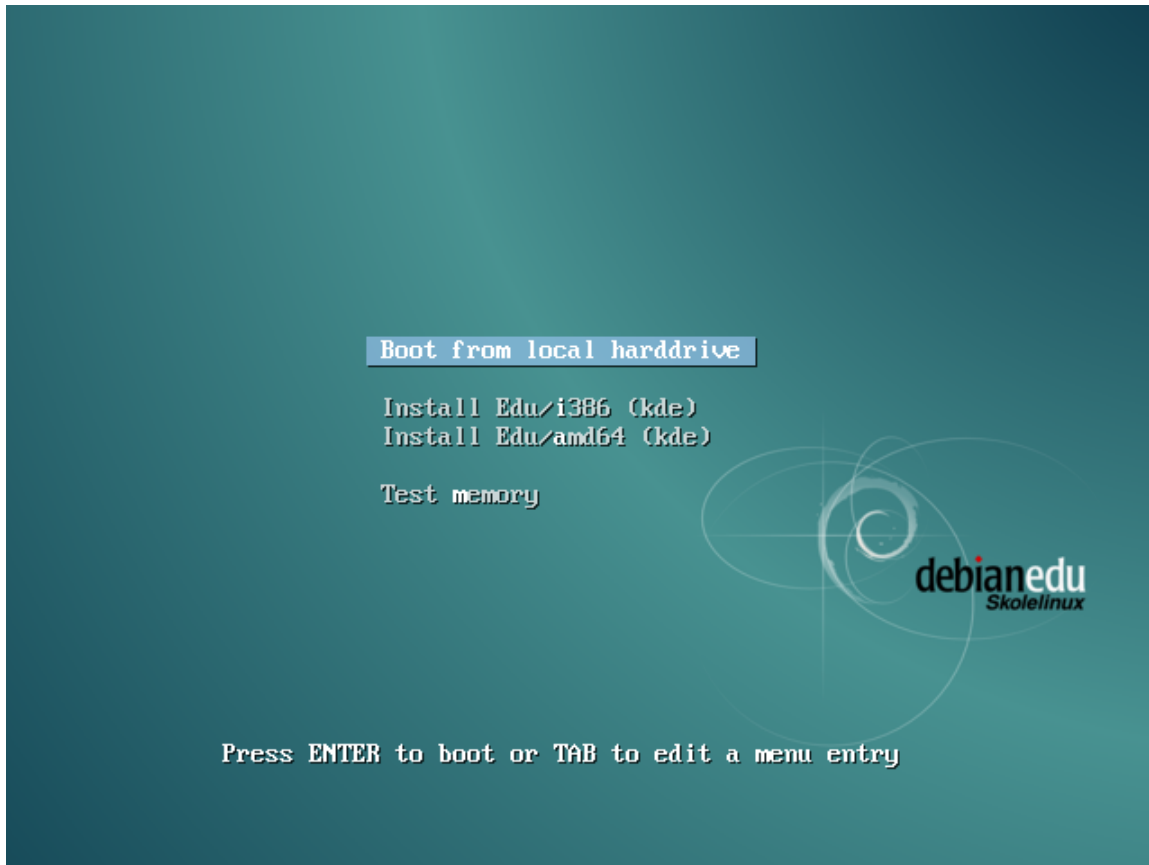 Boot from local harddrive
Install Edu/i386 (kde)
Install Edu/amd64 (kde)
Test memory
debianedu
Skolelinux
Press ENTER to boot or TAB to edit a menu entry